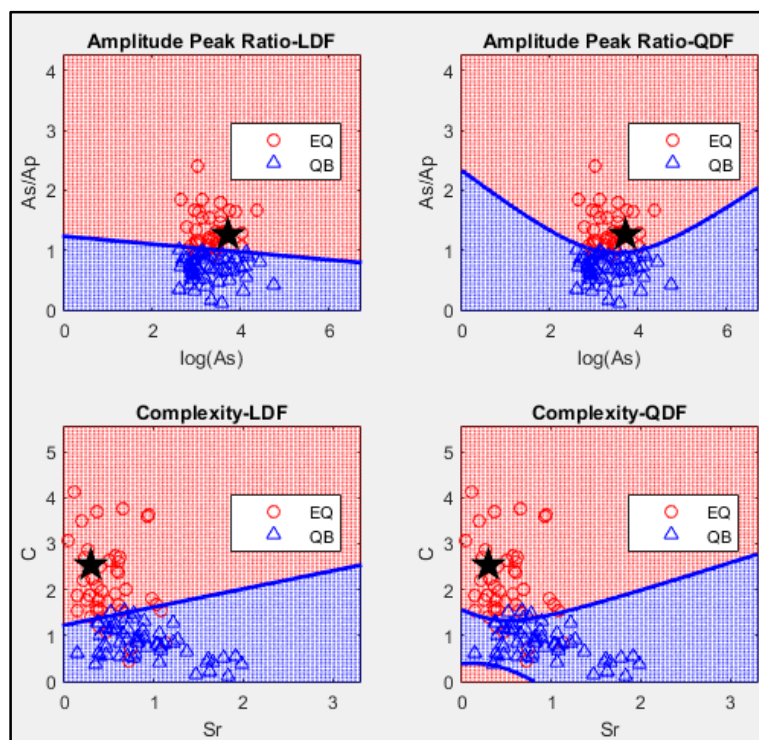 Amplitude Peak Ratio-LDF
4
3
2
1
0
As/Ap
EQ
QB
0
2
4
6
log(As)
Amplitude Peak Ratio-QDF
4
3
2
1
0
As/Ap
EQ
QB
0
2
4
6
log(As)
Complexity-LDF
5
4
3
2
1
0
C
EQ
QB
0
1
2
3
Sr
Complexity-QDF
5
4
3
2
1
0
C
EQ
QB
0
1
2
3
Sr